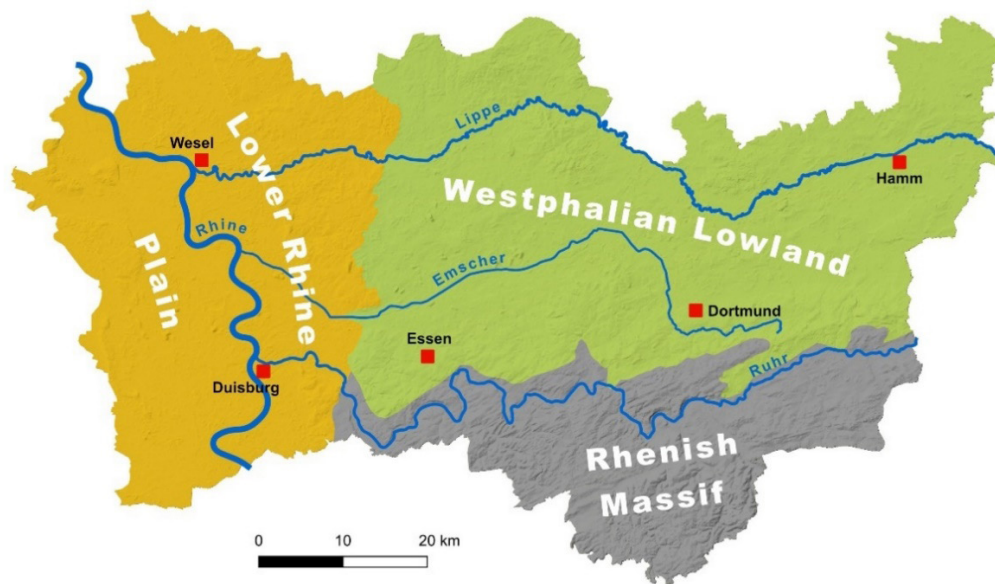 Wesel
Lippe
Hamm
Lower Rhine
Plain
Westphalian Lowland
Rhine
Emscher
Dortmund
Essen
Duisburg
Ruhr
Rhenish
Massif
0 10 20 km